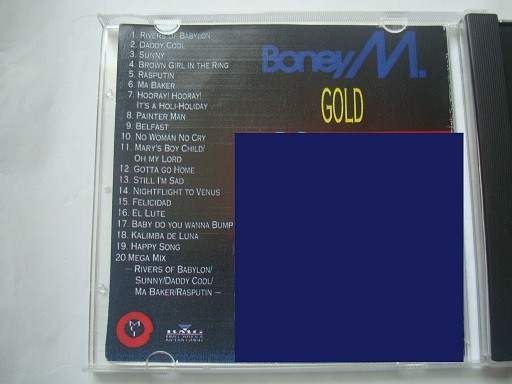 1. Rivers of Babylon
2. Daddy Cool
3. Sunny
4. Brown Girl in the Ring
5. Rasputin
6. Ma Baker
7. Hooray! Hooray!
It's a Holi-Holiday
8. Painter Man
9. Belfast
10. No Woman No Cry
11. Mary's Boy Child/
Oh my Lord
12. Gotta go Home
13. Still I'm Sad
14. Nightflight to Venus
15. Felicidad
16. El Lute
17. Baby do you wanna Bump
18. Kalimba de Luna
19. Happy Song
20. Mega Mix
– Rivers of Babylon/
Sunny/Daddy Cool/
Ma Baker/Rasputin –
Boney M.
GOLD
BMG